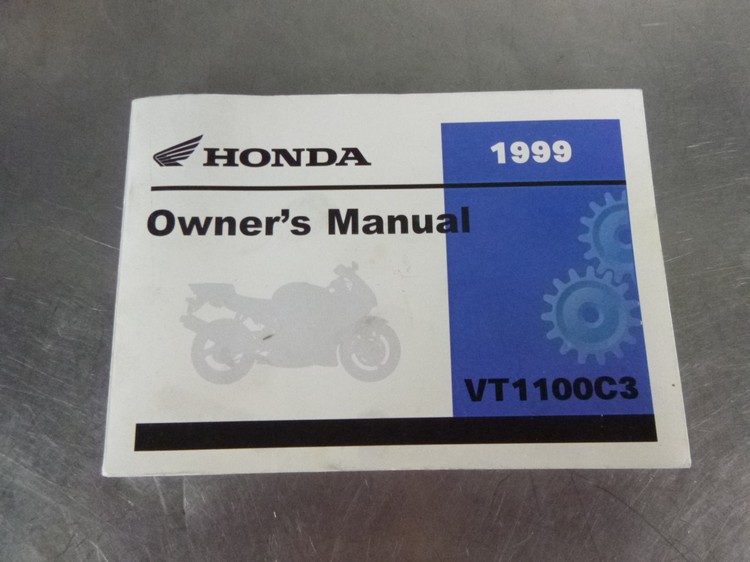 HONDA
1999
Owner's Manual
VT1100C3